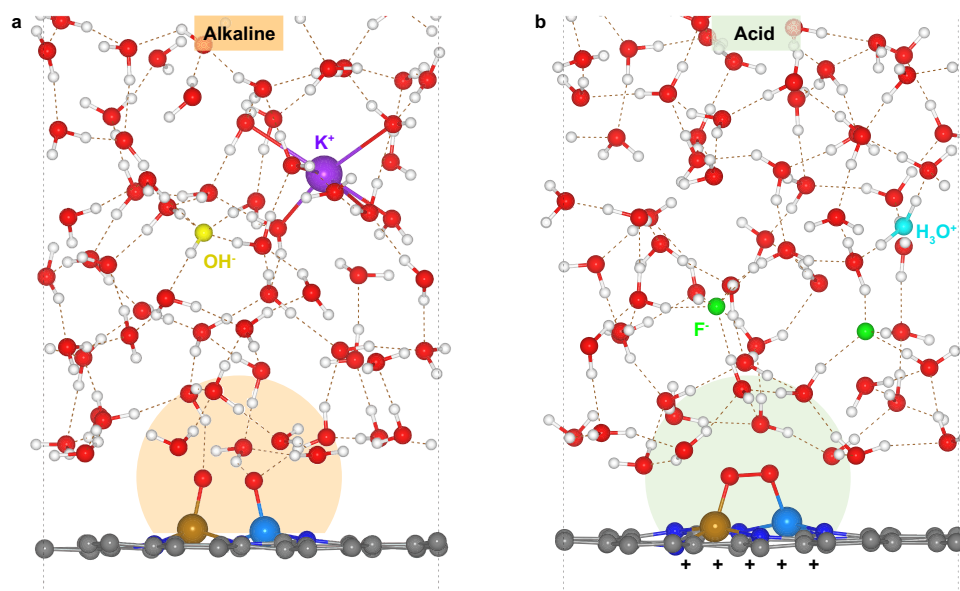 a
Alkaline
K⁺
OH⁻
b
Acid
H₃O⁺
F⁻
+ + + + +